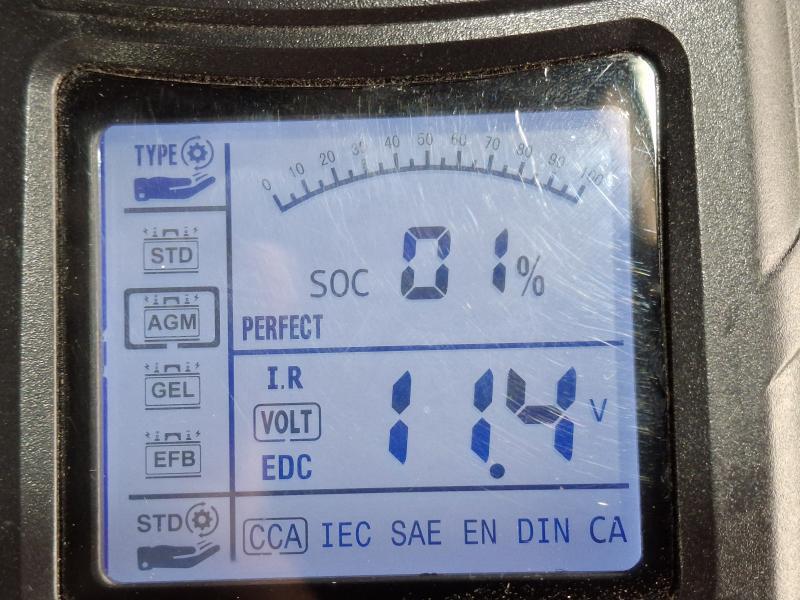 TYPE
0 10 20 30 40 50 60 70 80 90 100
STD
AGM
GEL
EFB
SOC 01%
PERFECT
I.R
VOLT
EDC
11.4 V
STD
CCA IEC SAE EN DIN CA